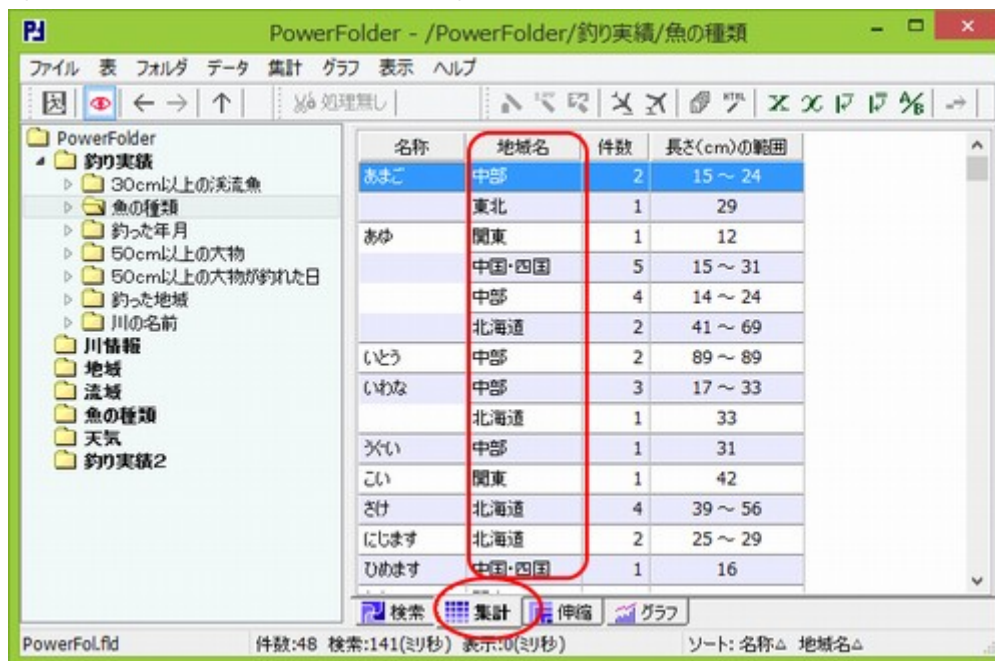 PowerFolder - /PowerFolder/釣り実績/魚の種類
ファイル 表 フォルダ データ 集計 グラフ 表示 ヘルプ
処理無し
PowerFolder
釣り実績
30cm以上の渓流魚
魚の種類
釣った年月
50cm以上の大物
50cm以上の大物が釣れた日
釣った地域
川の名前
川情報
地域
流域
魚の種類
天気
釣り実績2
名称 地域名 件数 長さ(cm)の範囲
あまご 中部 2 15 ~ 24
東北 1 29
あゆ 関東 1 12
中国・四国 5 15 ~ 31
中部 4 14 ~ 24
北海道 2 41 ~ 69
いとう 中部 2 89 ~ 89
いわな 中部 3 17 ~ 33
北海道 1 33
うぐい 中部 1 31
こい 関東 1 42
さけ 北海道 4 39 ~ 56
にじます 北海道 2 25 ~ 29
ひめます 中国・四国 1 16
検索 集計 伸縮 グラフ
PowerFol.fld 件数:48 検索:141(ミリ秒) 表示:0(ミリ秒) ソート: 名称△ 地域名△